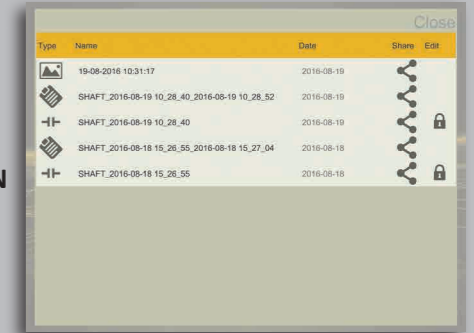 Close
Type Name Date Share Edit
19-08-2016 10:31:17 2016-08-19
SHAFT_2016-08-19 10_28_40_2016-08-19 10_28_52 2016-08-19
SHAFT_2016-08-19 10_28_40 2016-08-19
SHAFT_2016-08-18 15_26_55_2016-08-18 15_27_04 2016-08-18
N
SHAFT_2016-08-18 15_26_55 2016-08-18